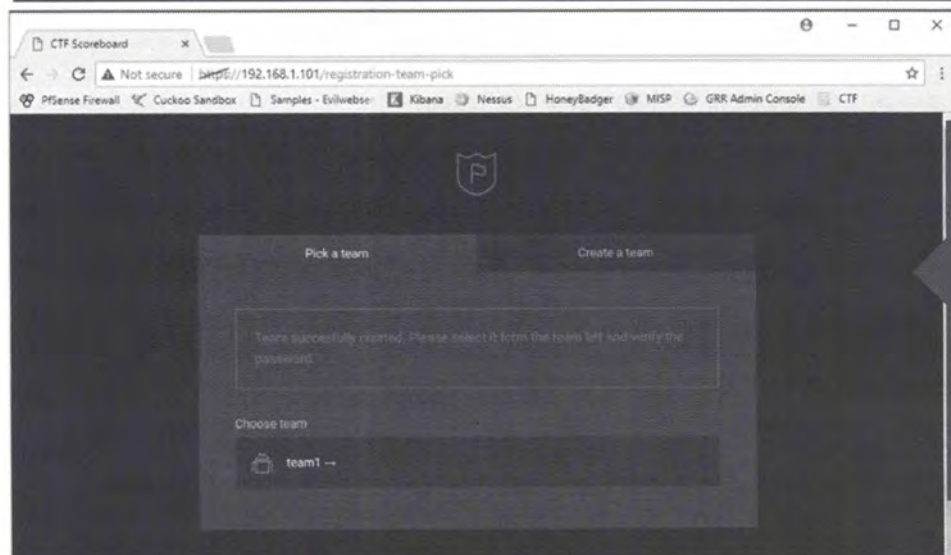 CTF Scoreboard
Not secure | https://192.168.1.101/registration-team-pick
PfSense Firewall Cuckoo Sandbox Samples - Evilwebse Kibana Nessus HoneyBadger MISP GRR Admin Console CTF
Pick a team Create a team
Team succesfully created. Please select it form the team list and verify the
password.
Choose team
team1 →